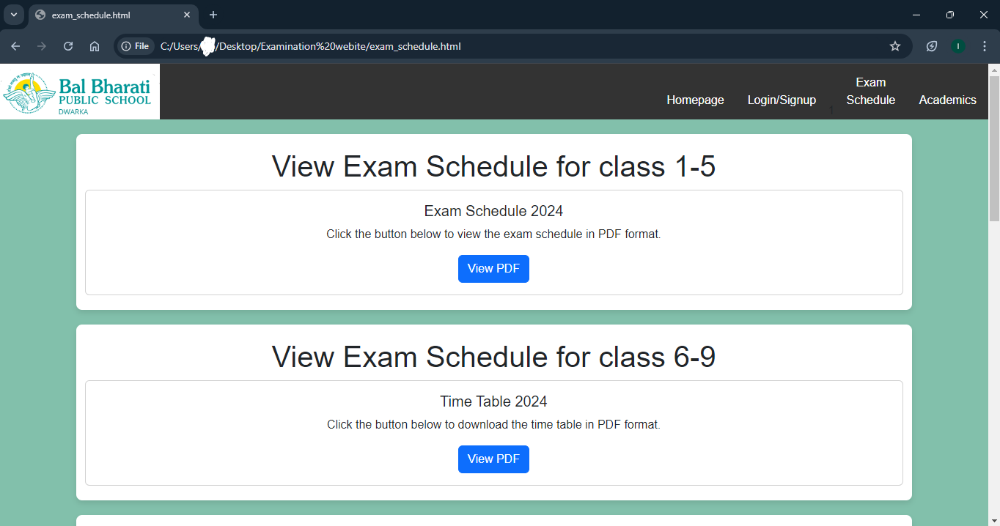 exam_schedule.html
File
C:/Users/
/Desktop/Examination%20webite/exam_schedule.html
I
Bal Bharati
PUBLIC SCHOOL
DWARKA
Homepage
Login/Signup
1
Exam
Schedule
Academics
View Exam Schedule for class 1-5
Exam Schedule 2024
Click the button below to view the exam schedule in PDF format.
View PDF
View Exam Schedule for class 6-9
Time Table 2024
Click the button below to download the time table in PDF format.
View PDF